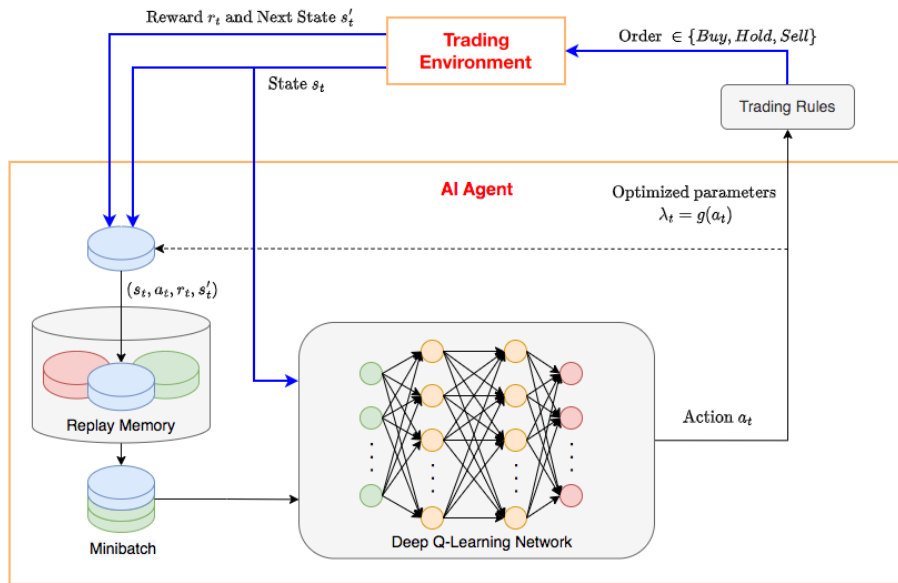 Reward $r_t$ and Next State $s'_t$
Trading
Environment
Order $\in \{Buy, Hold, Sell\}$
State $s_t$
Trading Rules
AI Agent
Optimized parameters
$\lambda_t = g(a_t)$
$(s_t, a_t, r_t, s'_t)$
Replay Memory
Action $a_t$
Deep Q-Learning Network
Minibatch